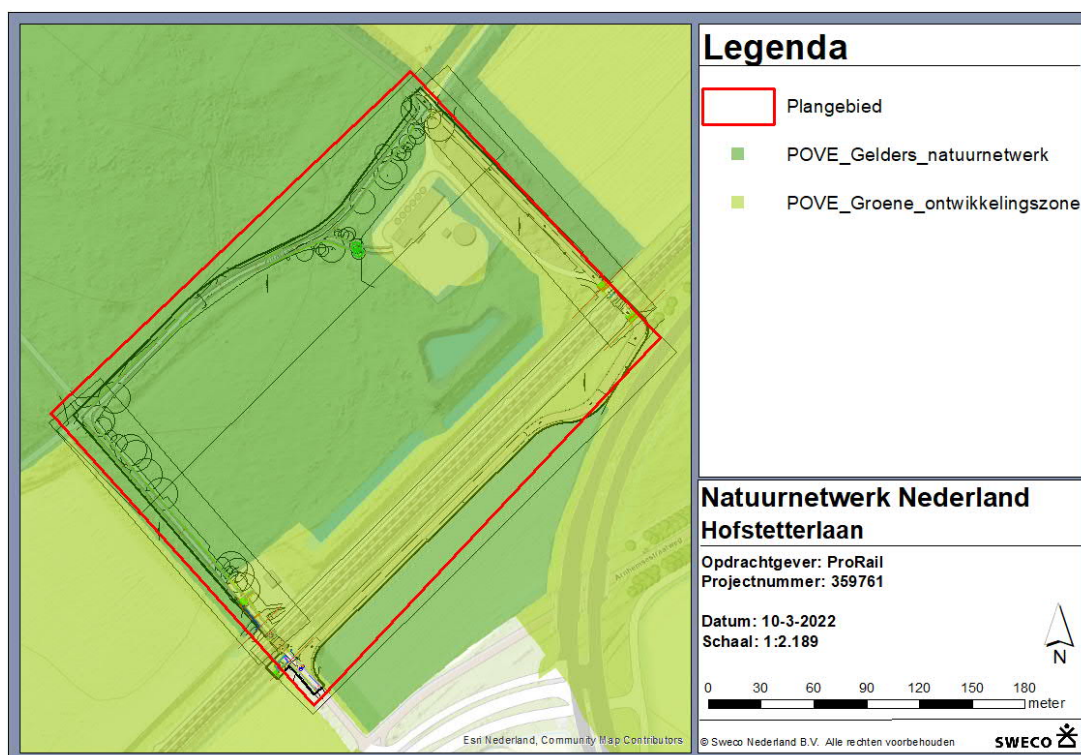 Legenda
Plangebied
POVE_Gelders_natuurnetwerk
POVE_Groene_ontwikkelingszone
Natuurnetwerk Nederland
Hofstetterlaan
Opdrachtgever: ProRail
Projectnummer: 359761
Datum: 10-3-2022
Schaal: 1:2.189
N
0 30 60 90 120 150 180
meter
© Sweco Nederland B.V. Alle rechten voorbehouden
SWECO
Esri Nederland, Community Map Contributors